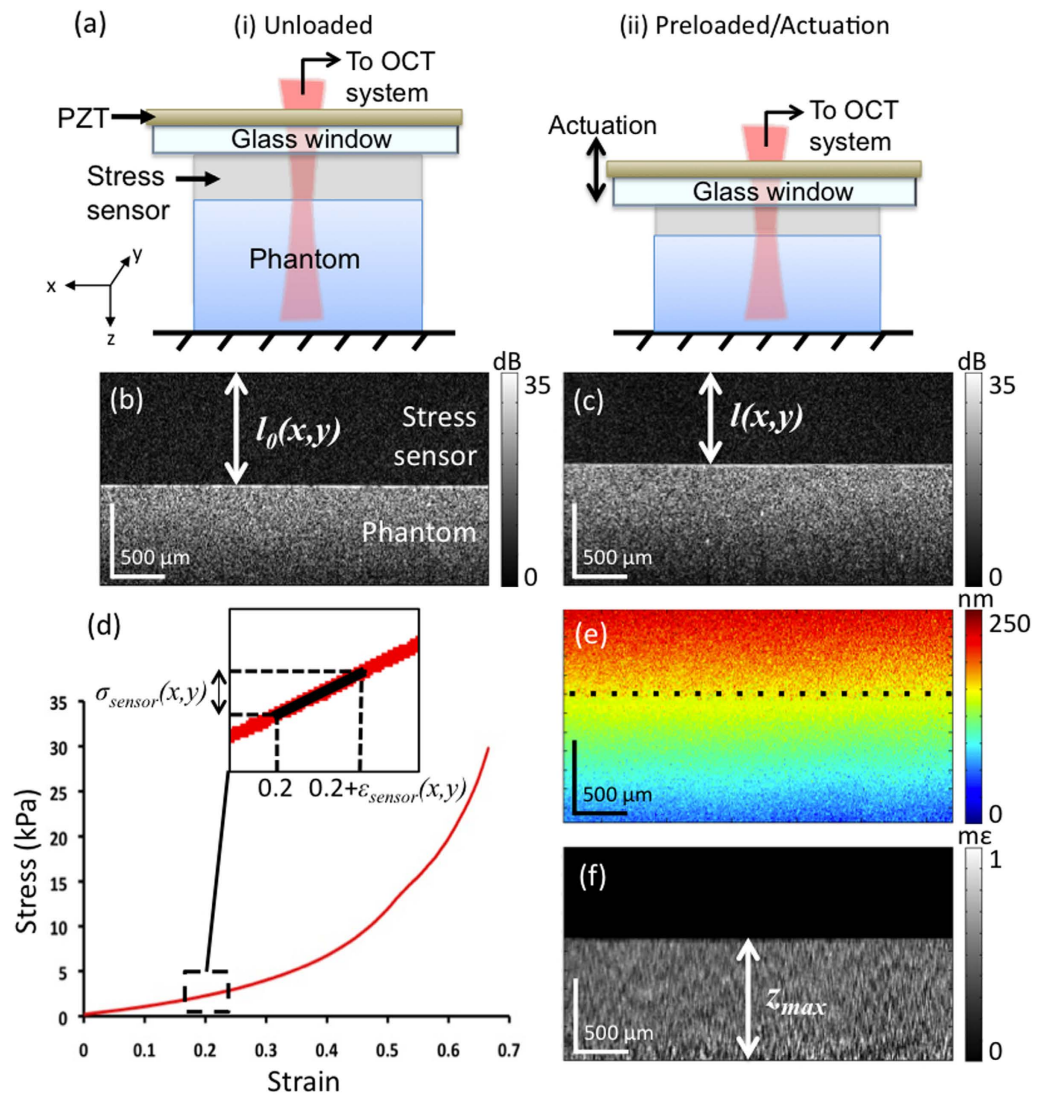 (a)
(i) Unloaded
(ii) Preloaded/Actuation
To OCT
system
PZT
Glass window
Stress
sensor
Phantom
x
y
z
To OCT
system
Actuation
Glass window
(b)
l₀(x,y)
Stress
sensor
Phantom
500 μm
dB
35
0
(c)
l(x,y)
500 μm
dB
35
0
(d)
σsensor(x,y)
0.2
0.2+εsensor(x,y)
Stress (kPa)
35
30
25
20
15
10
5
0
0
0.1
0.2
0.3
0.4
0.5
0.6
0.7
Strain
(e)
500 μm
nm
250
0
(f)
zmax
500 μm
mε
1
0